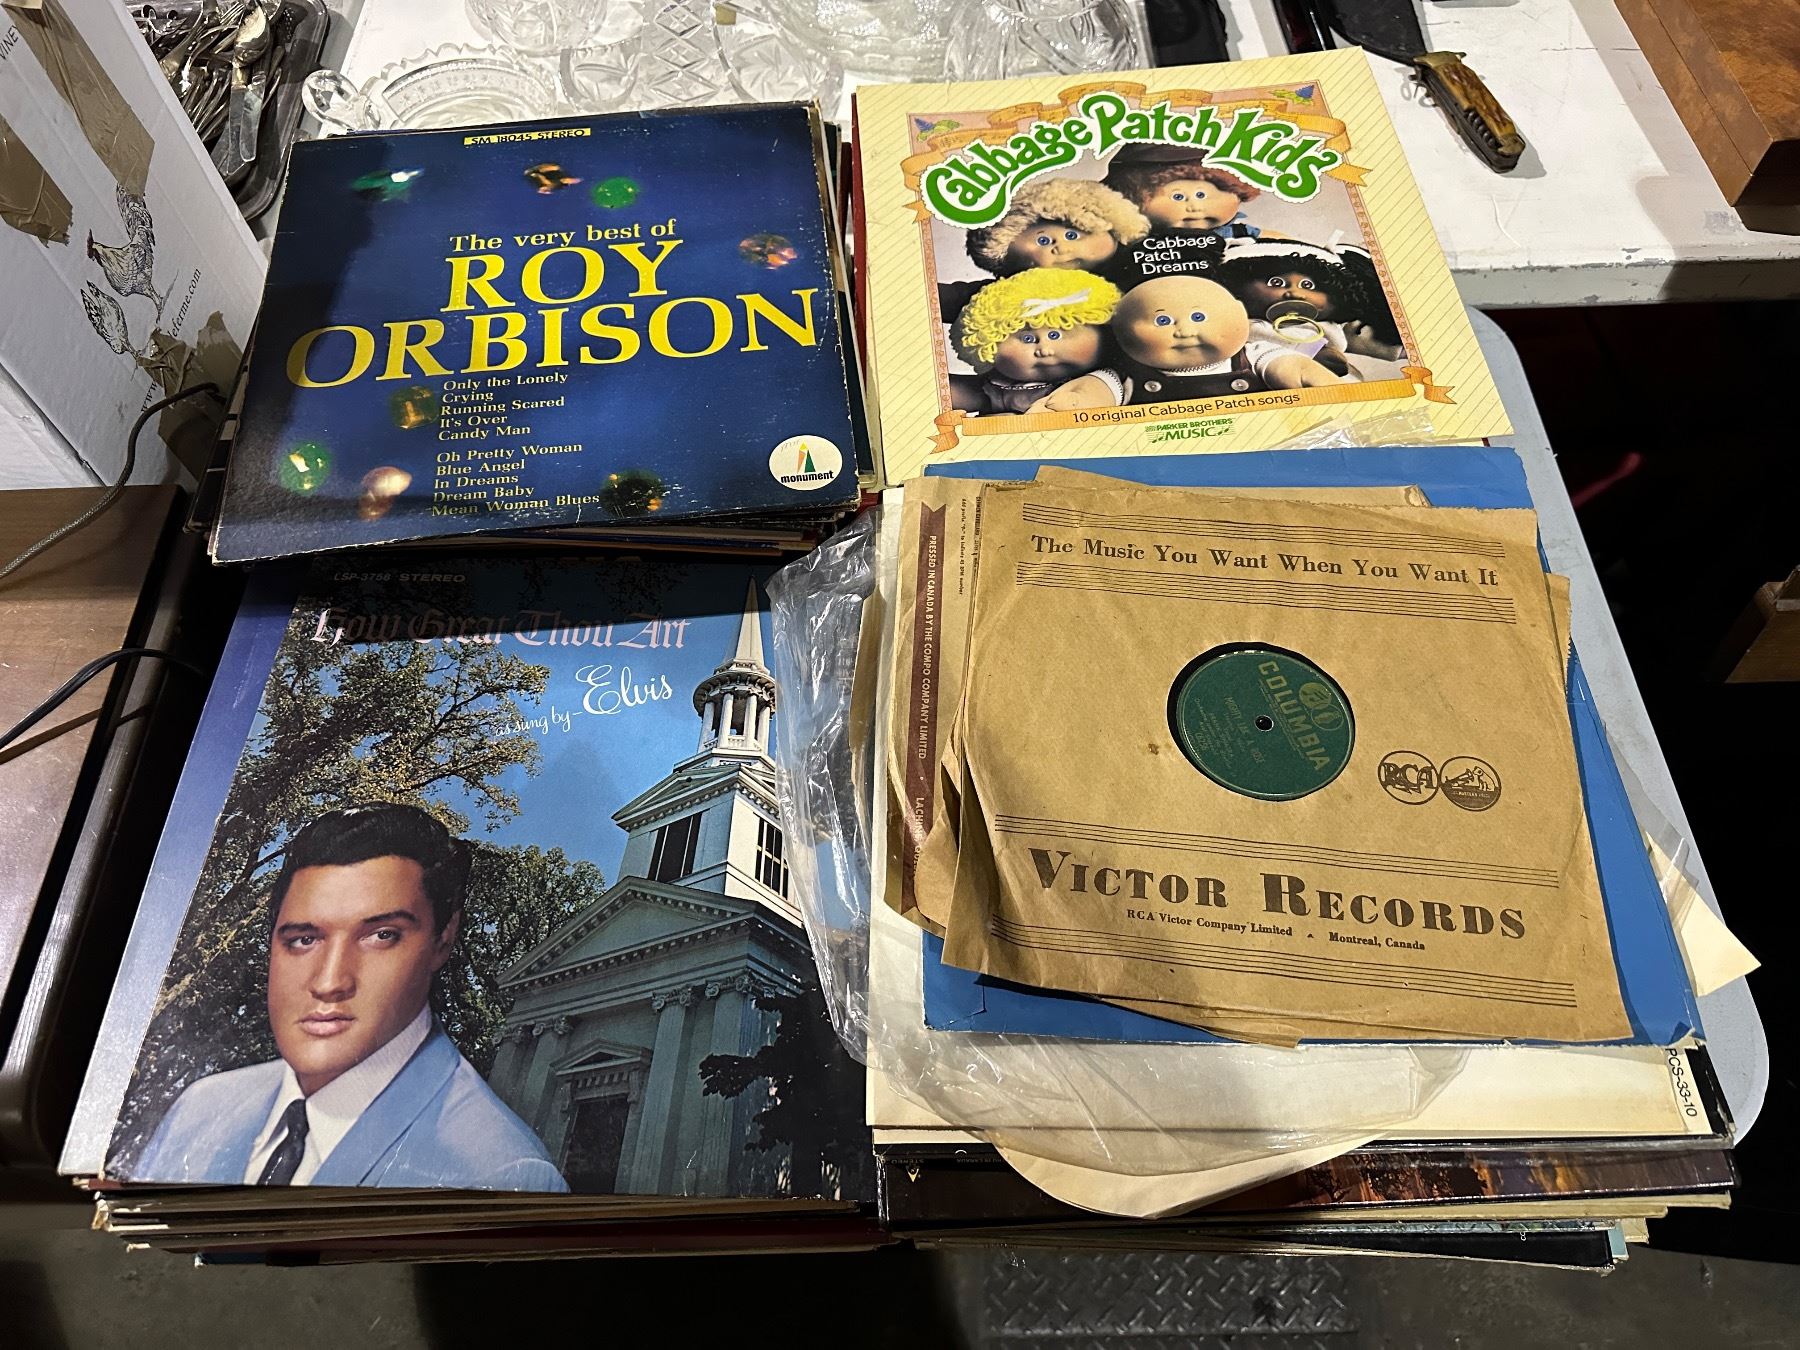 SM 18045 STEREO
The very best of
ROY
ORBISON
Only the Lonely
Crying
Running Scared
It's Over
Candy Man
Oh Pretty Woman
Blue Angel
In Dreams
Dream Baby
Mean Woman Blues
monument
Cabbage Patch Kids
Cabbage
Patch
Dreams
10 original Cabbage Patch songs
PARKER BROTHERS
MUSIC
LSP-3758 STEREO
How Great Thou Art
as sung by-Elvis
The Music You Want When You Want It
COLUMBIA
RCA
VICTOR RECORDS
RCA Victor Company Limited
Montreal, Canada
PRESSED IN CANADA BY THE COMPO COMPANY LIMITED
PCS-33-10
STEREO